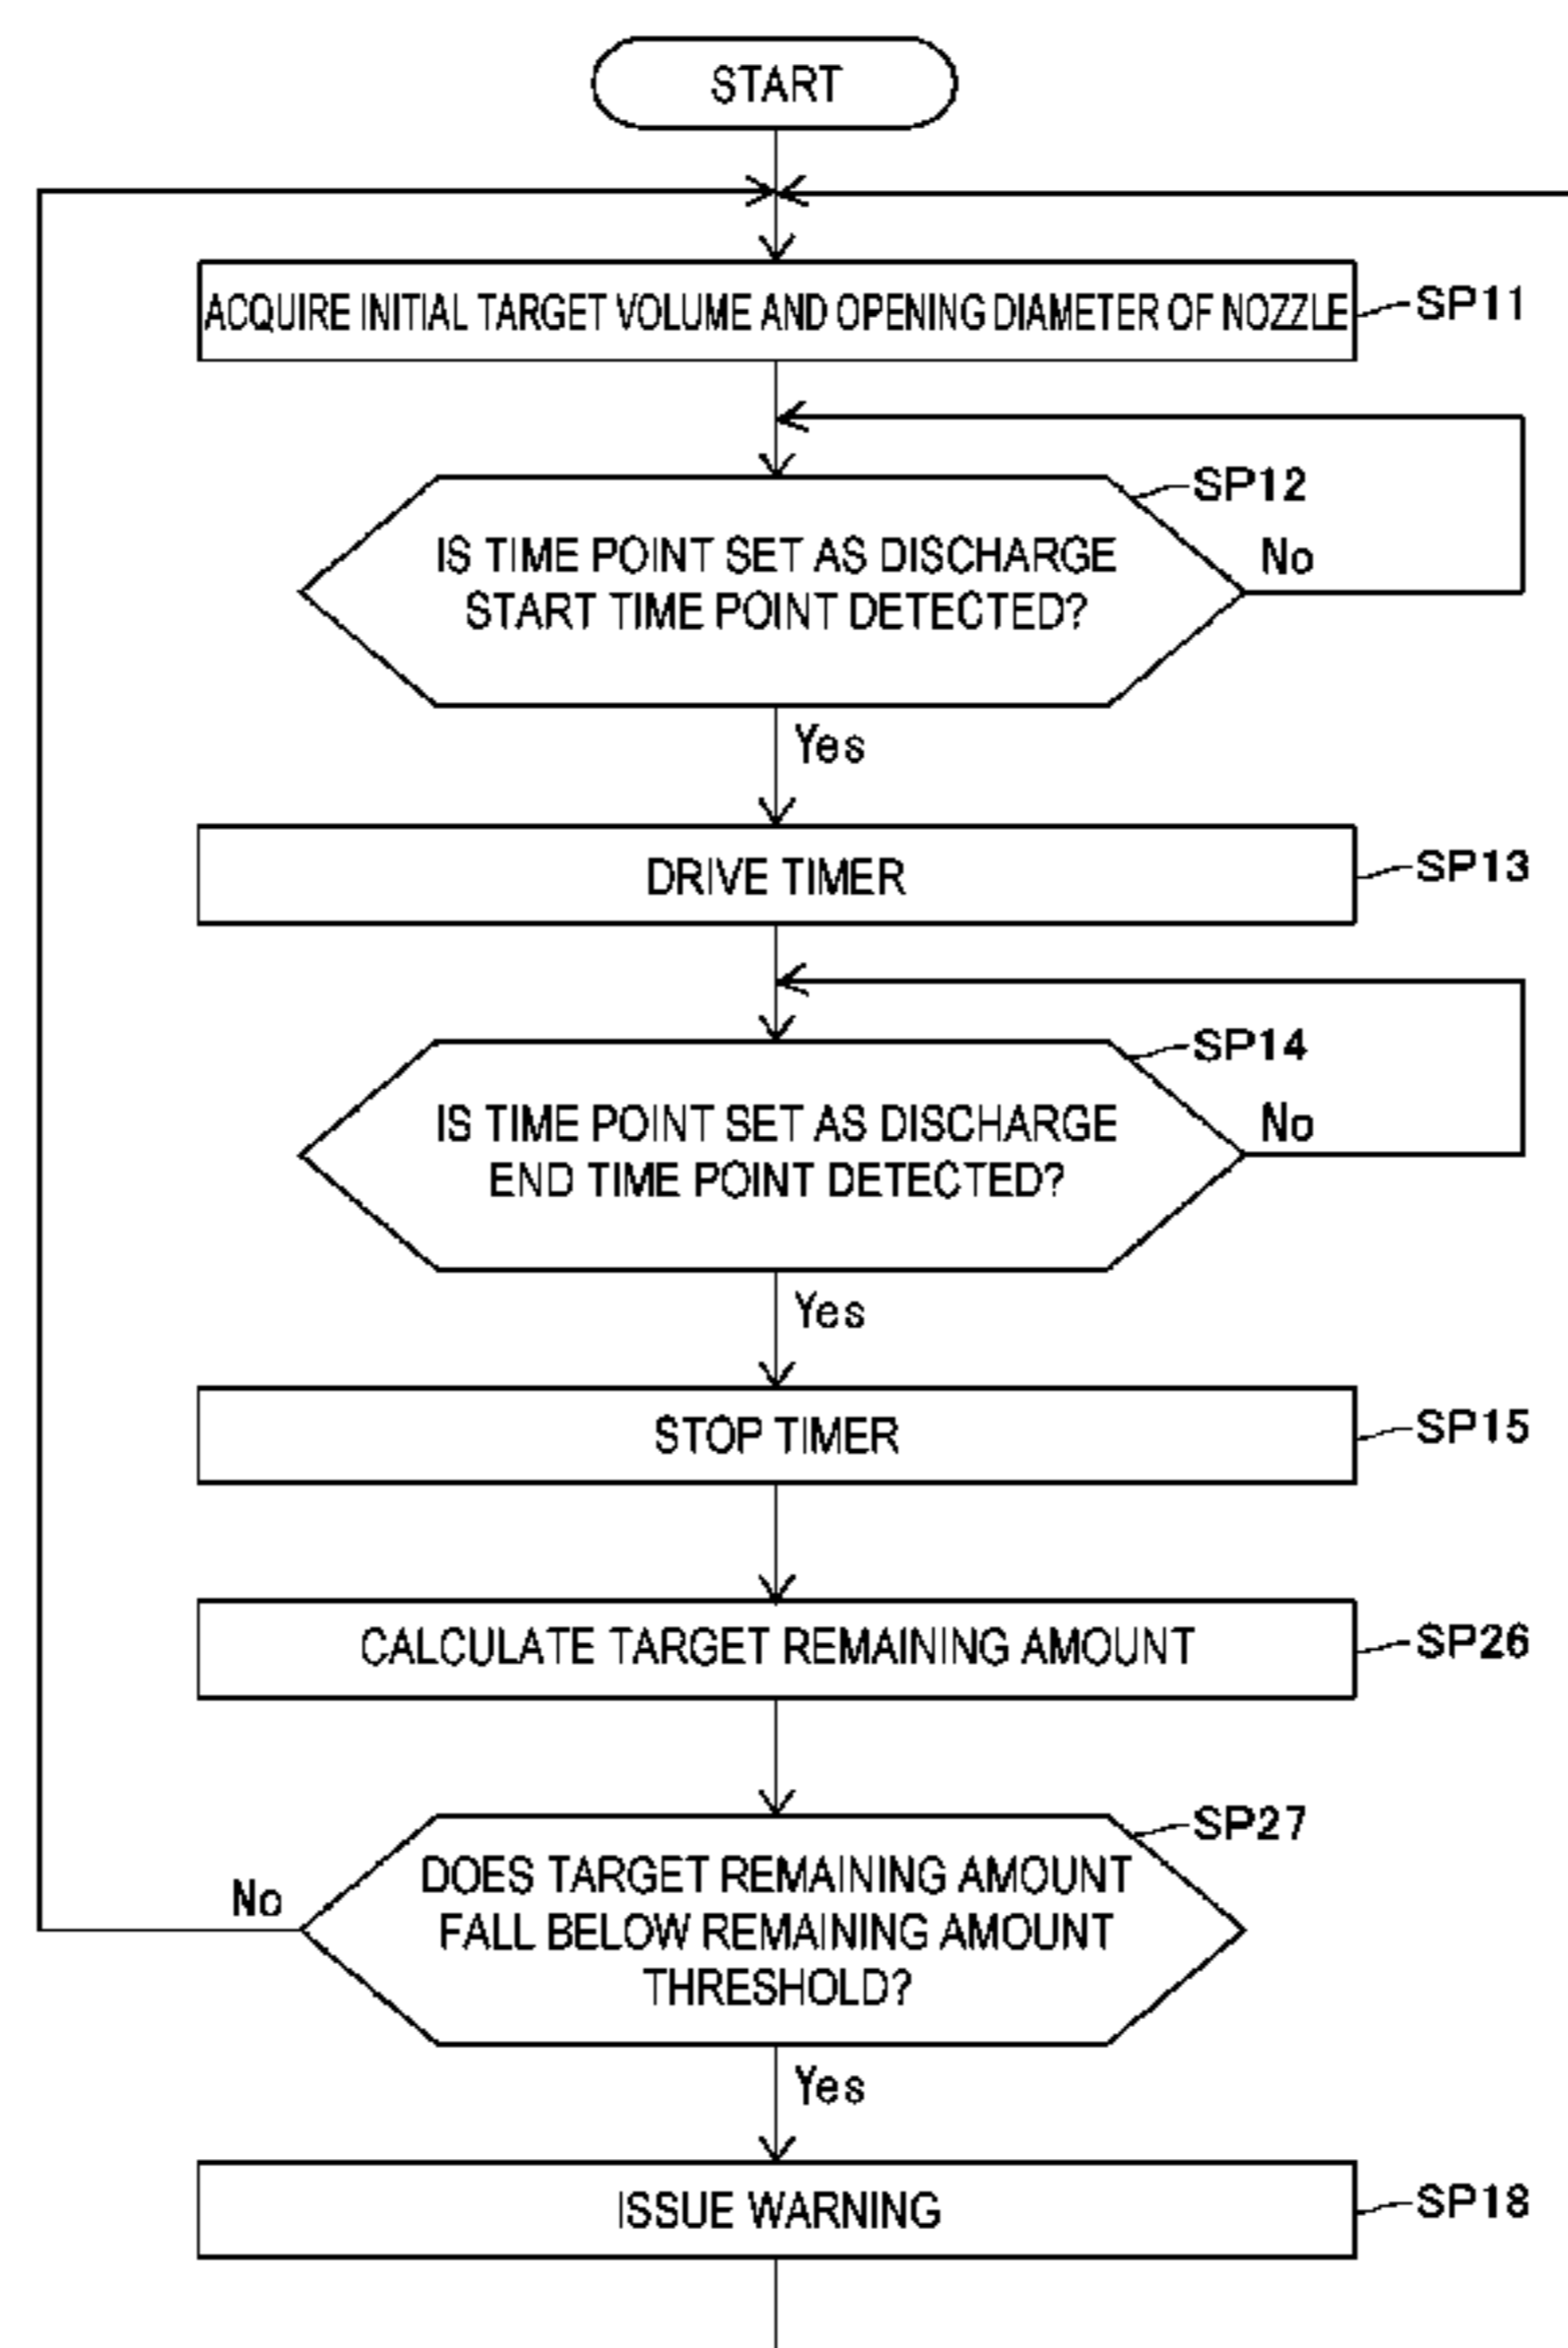 START
ACQUIRE INITIAL TARGET VOLUME AND OPENING DIAMETER OF NOZZLE
SP11
SP12
IS TIME POINT SET AS DISCHARGE
START TIME POINT DETECTED?
No
Yes
DRIVE TIMER
SP13
SP14
IS TIME POINT SET AS DISCHARGE
END TIME POINT DETECTED?
No
Yes
STOP TIMER
SP15
CALCULATE TARGET REMAINING AMOUNT
SP26
SP27
DOES TARGET REMAINING AMOUNT
FALL BELOW REMAINING AMOUNT
THRESHOLD?
No
Yes
ISSUE WARNING
SP18